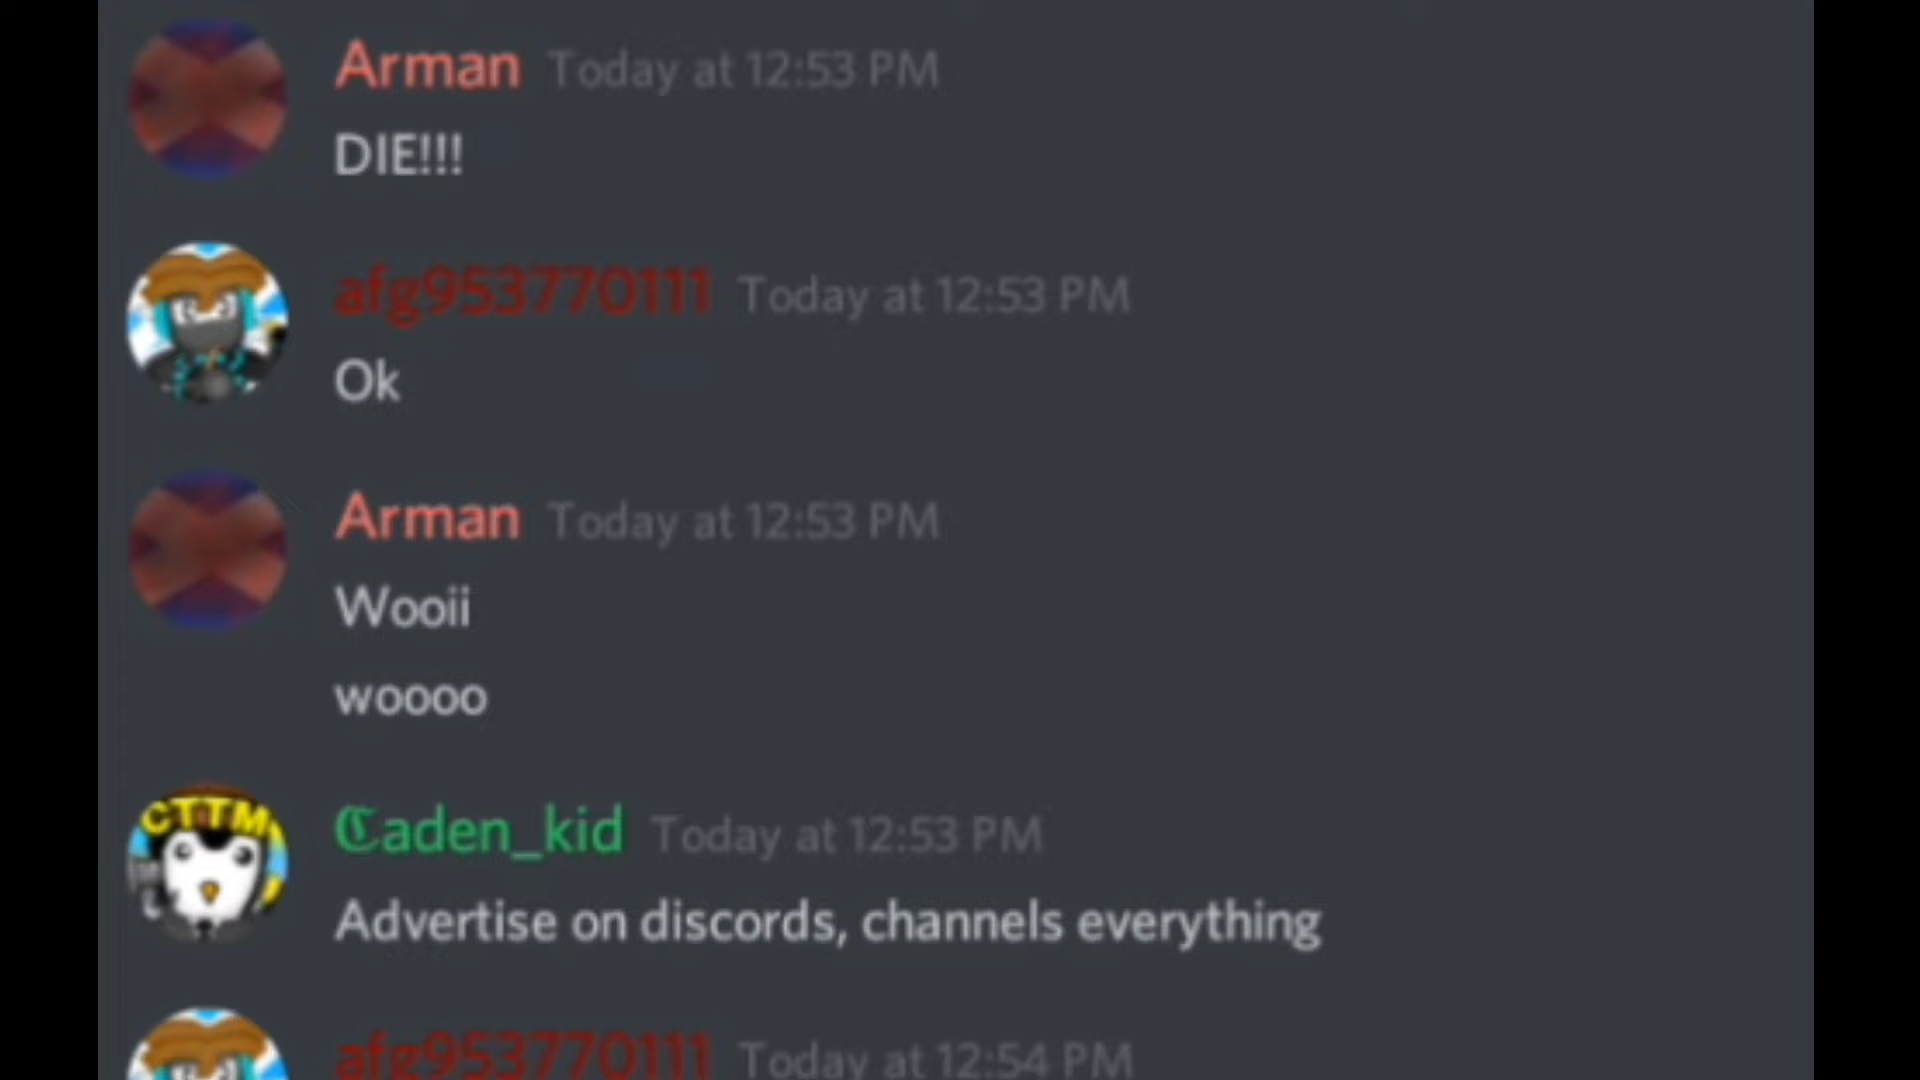 Arman Today at 12:53 PM
DIE!!!
afg953770111 Today at 12:53 PM
Ok
Arman Today at 12:53 PM
Wooii
woooo
CTTM
ℭaden_kid Today at 12:53 PM
Advertise on discords, channels everything
afg953770111 Today at 12:54 PM